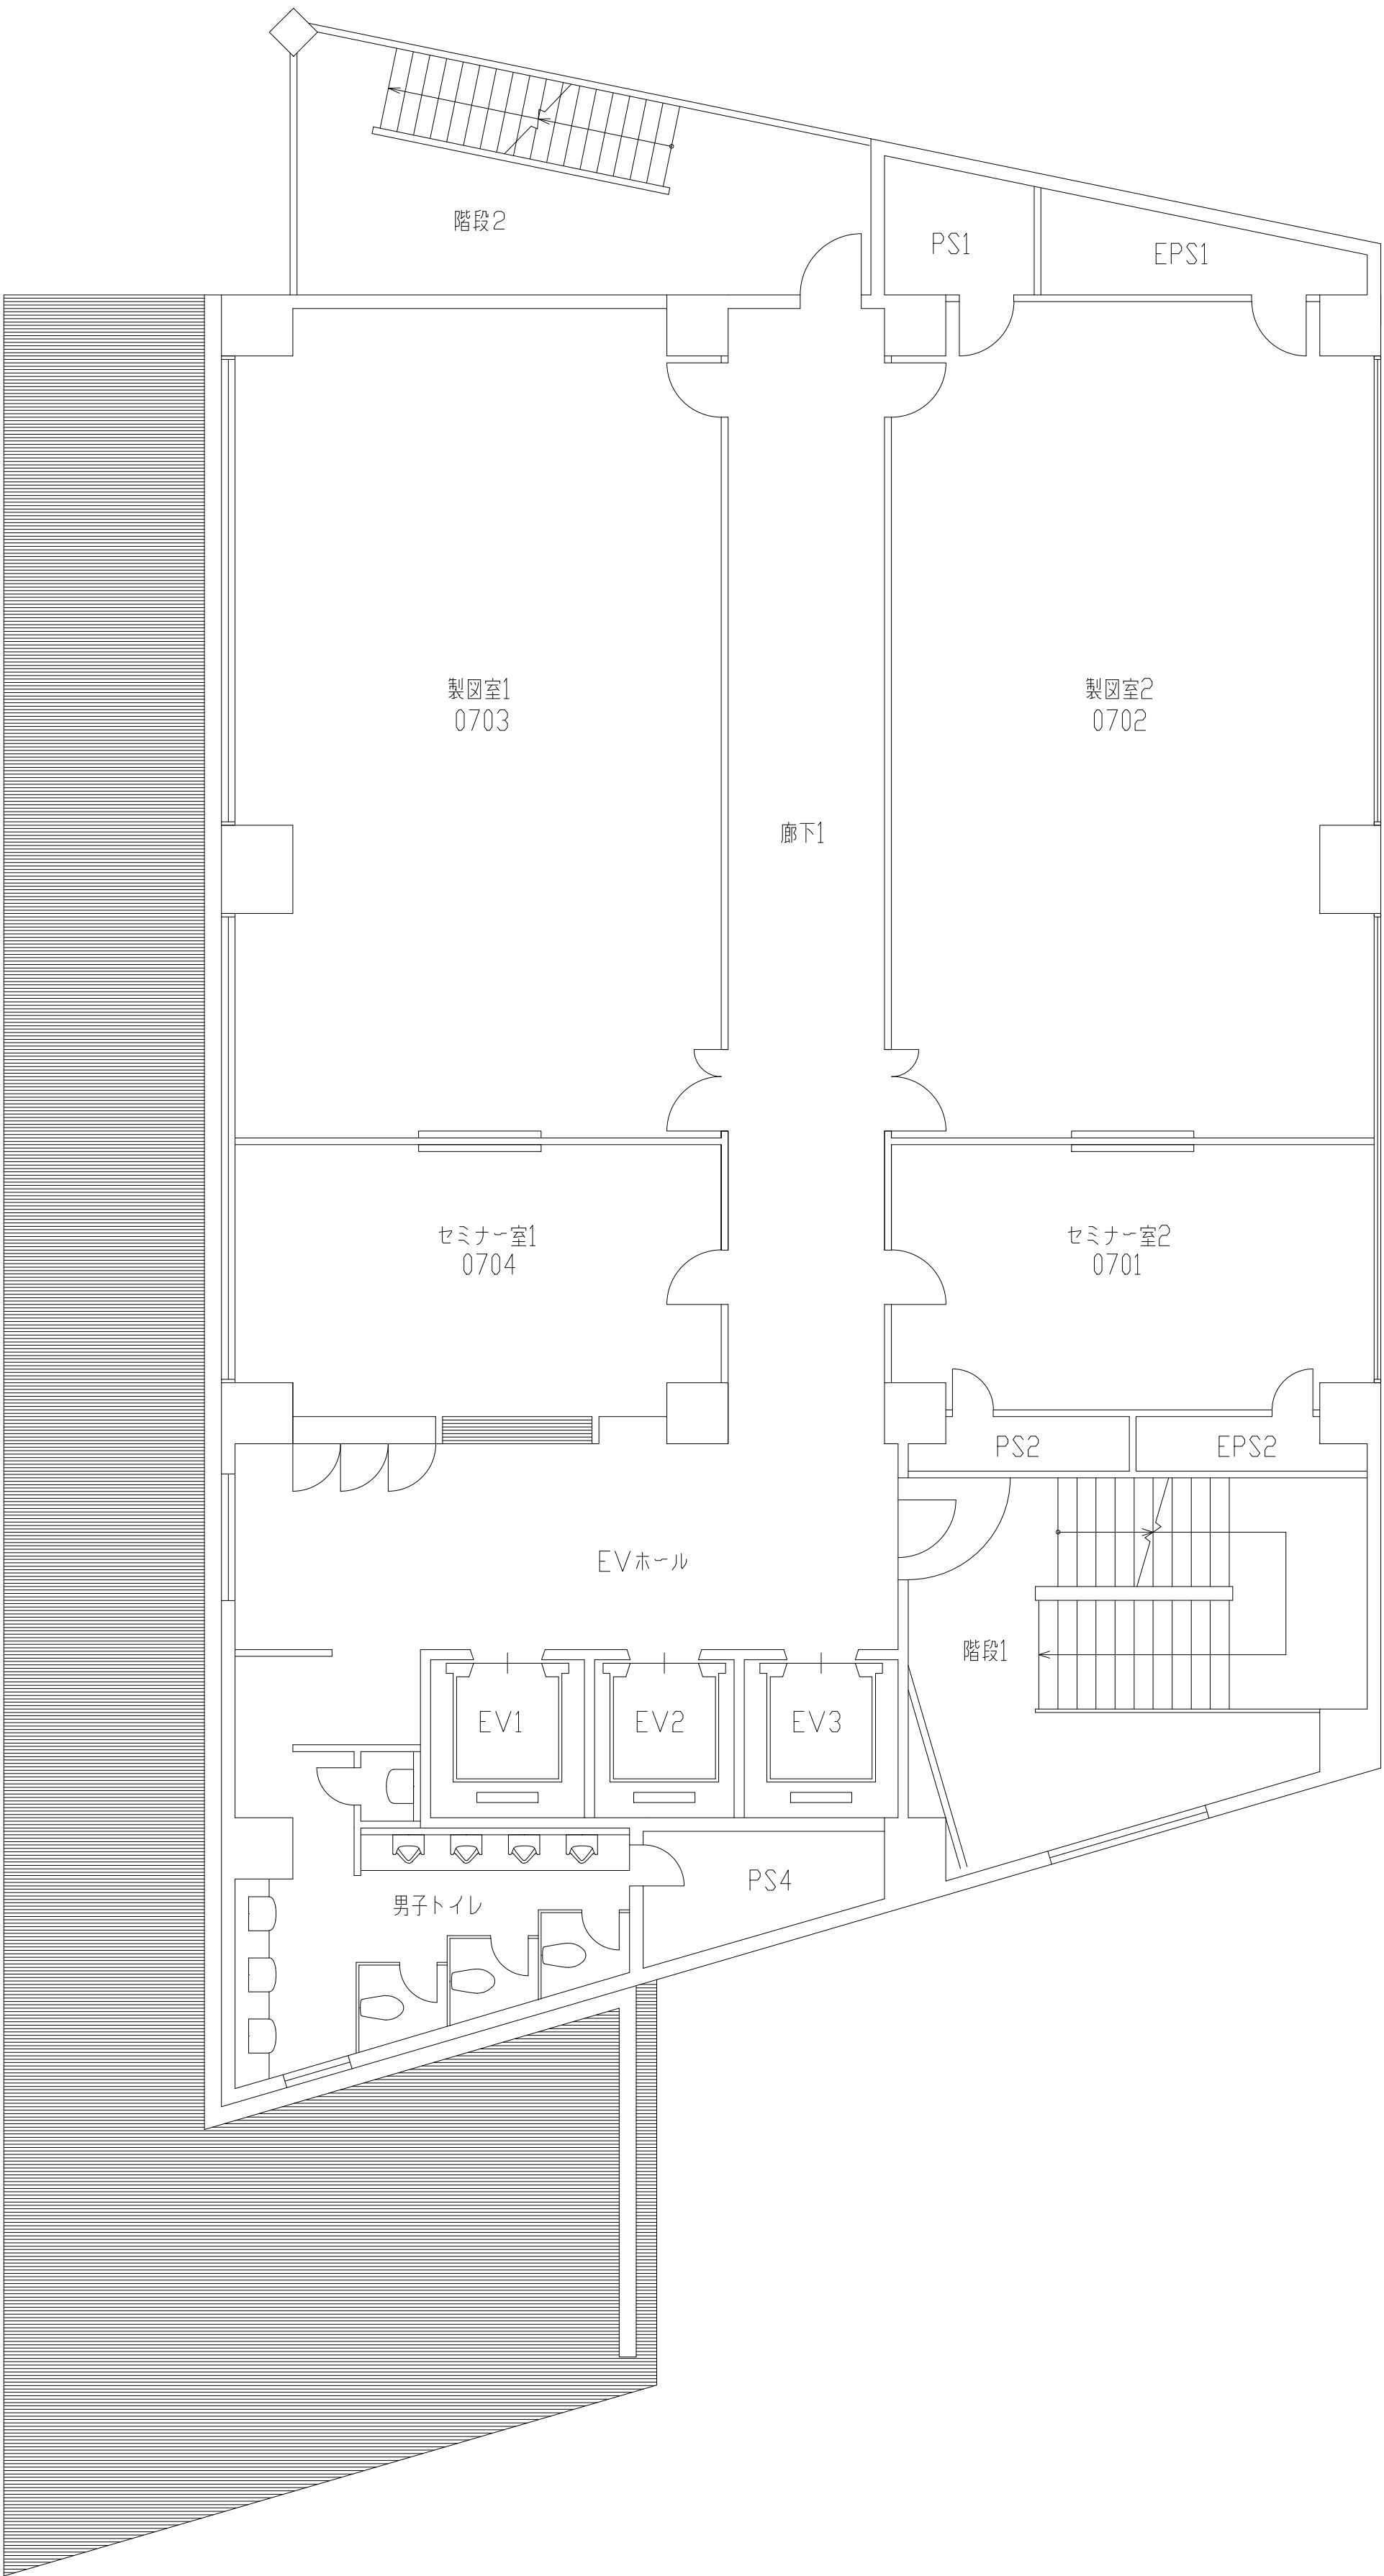 階段2
PS1
EPS1
製図室1
0703
製図室2
0702
廊下1
セミナー室1
0704
セミナー室2
0701
PS2
EPS2
EVホール
階段1
EV1
EV2
EV3
PS4
男子トイレ